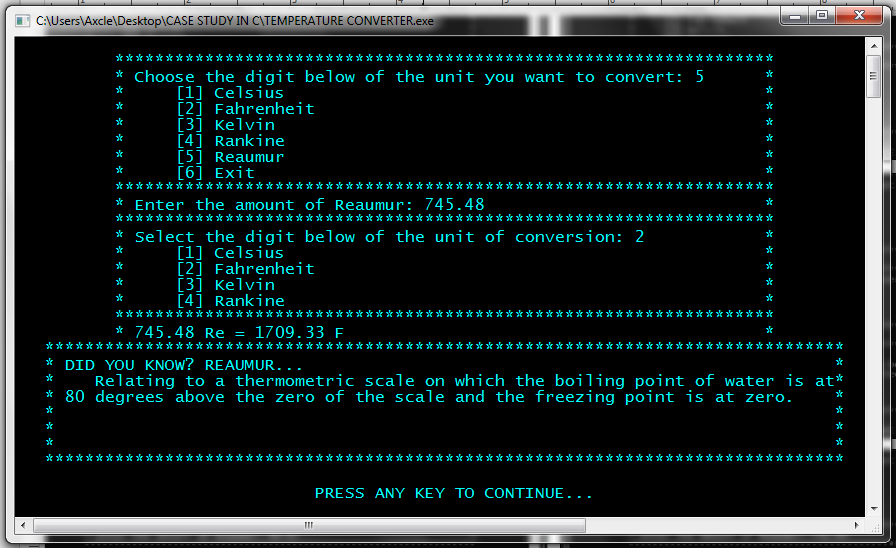 C:\Users\Axcle\Desktop\CASE STUDY IN C\TEMPERATURE CONVERTER.exe
******************************************************************
* Choose the digit below of the unit you want to convert: 5 *
* [1] Celsius *
* [2] Fahrenheit *
* [3] Kelvin *
* [4] Rankine *
* [5] Reaumur *
* [6] Exit *
******************************************************************
* Enter the amount of Reaumur: 745.48 *
******************************************************************
* Select the digit below of the unit of conversion: 2 *
* [1] Celsius *
* [2] Fahrenheit *
* [3] Kelvin *
* [4] Rankine *
******************************************************************
* 745.48 Re = 1709.33 F *
********************************************************************************
* DID YOU KNOW? REAUMUR... *
* Relating to a thermometric scale on which the boiling point of water is at*
* 80 degrees above the zero of the scale and the freezing point is at zero. *
* *
* *
* *
********************************************************************************
PRESS ANY KEY TO CONTINUE...